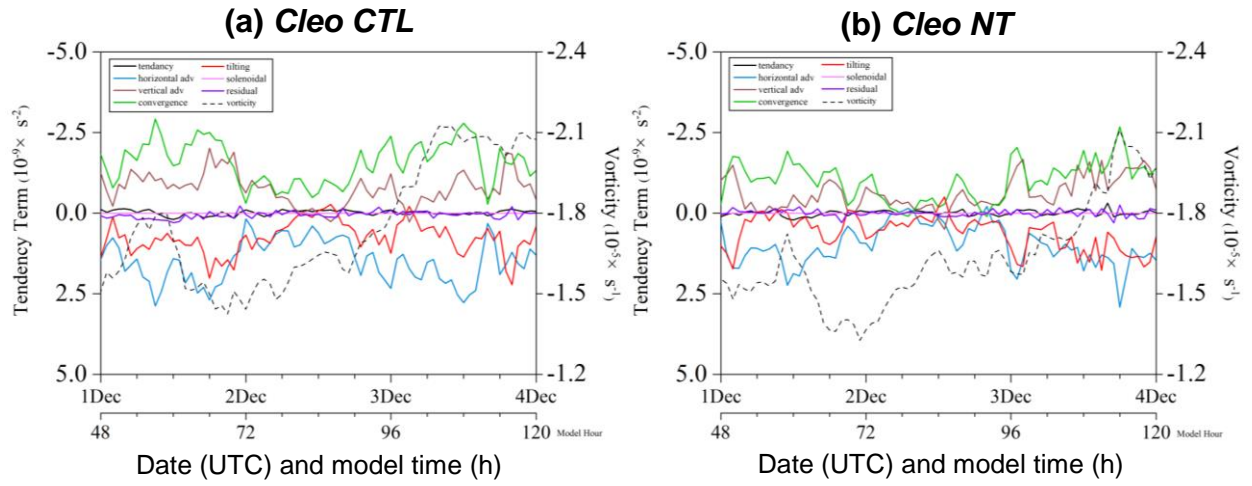 (a) Cleo CTL
(b) Cleo NT
-5.0
-2.5
0.0
2.5
5.0
Tendency Term (10⁻⁹× s⁻²)
tendancy
horizontal adv
vertical adv
convergence
tilting
solenoidal
residual
vorticity
-2.4
-2.1
-1.8
-1.5
-1.2
Vorticity (10⁻⁵× s⁻¹)
1Dec 2Dec 3Dec 4Dec
48 72 96 120 Model Hour
Date (UTC) and model time (h)
-5.0
-2.5
0.0
2.5
5.0
Tendency Term (10⁻⁹× s⁻²)
tendancy
horizontal adv
vertical adv
convergence
tilting
solenoidal
residual
vorticity
-2.4
-2.1
-1.8
-1.5
-1.2
Vorticity (10⁻⁵× s⁻¹)
1Dec 2Dec 3Dec 4Dec
48 72 96 120 Model Hour
Date (UTC) and model time (h)